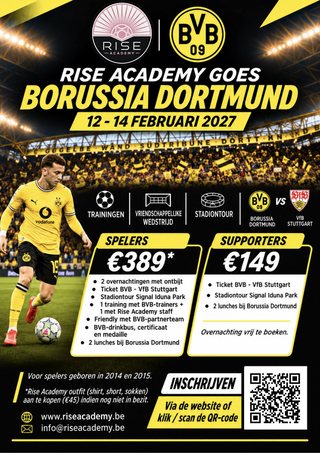 RISE
ACADEMY
BVB
09
RISE ACADEMY GOES
BORUSSIA DORTMUND
12 - 14 FEBRUARI 2027
TRAININGEN
VRIENDSCHAPPELIJKE
WEDSTRIJD
STADIONTOUR
BVB
09
BORUSSIA
DORTMUND
VS
VfB
STUTTGART
SPELERS
€389*
• 2 overnachtingen met ontbijt
• Ticket BVB - VfB Stuttgart
• Stadiontour Signal Iduna Park
• 1 training met BVB-trainers +
1 met Rise Academy staff
• Friendly met BVB-partnerteam
• BVB-drinkbus, certificaat
en medaille
• 2 lunches bij Borussia Dortmund
SUPPORTERS
€149
• Ticket BVB - VfB Stuttgart
• Stadiontour Signal Iduna Park
• 2 lunches bij Borussia Dortmund
Overnachting vrij te boeken.
vodafone
Voor spelers geboren in 2014 en 2015.
*Rise Academy outfit (shirt, short, sokken)
aan te kopen (€45) indien nog niet in bezit.
www.riseacademy.be
info@riseacademy.be
INSCHRIJVEN
Via de website of
klik / scan de QR-code